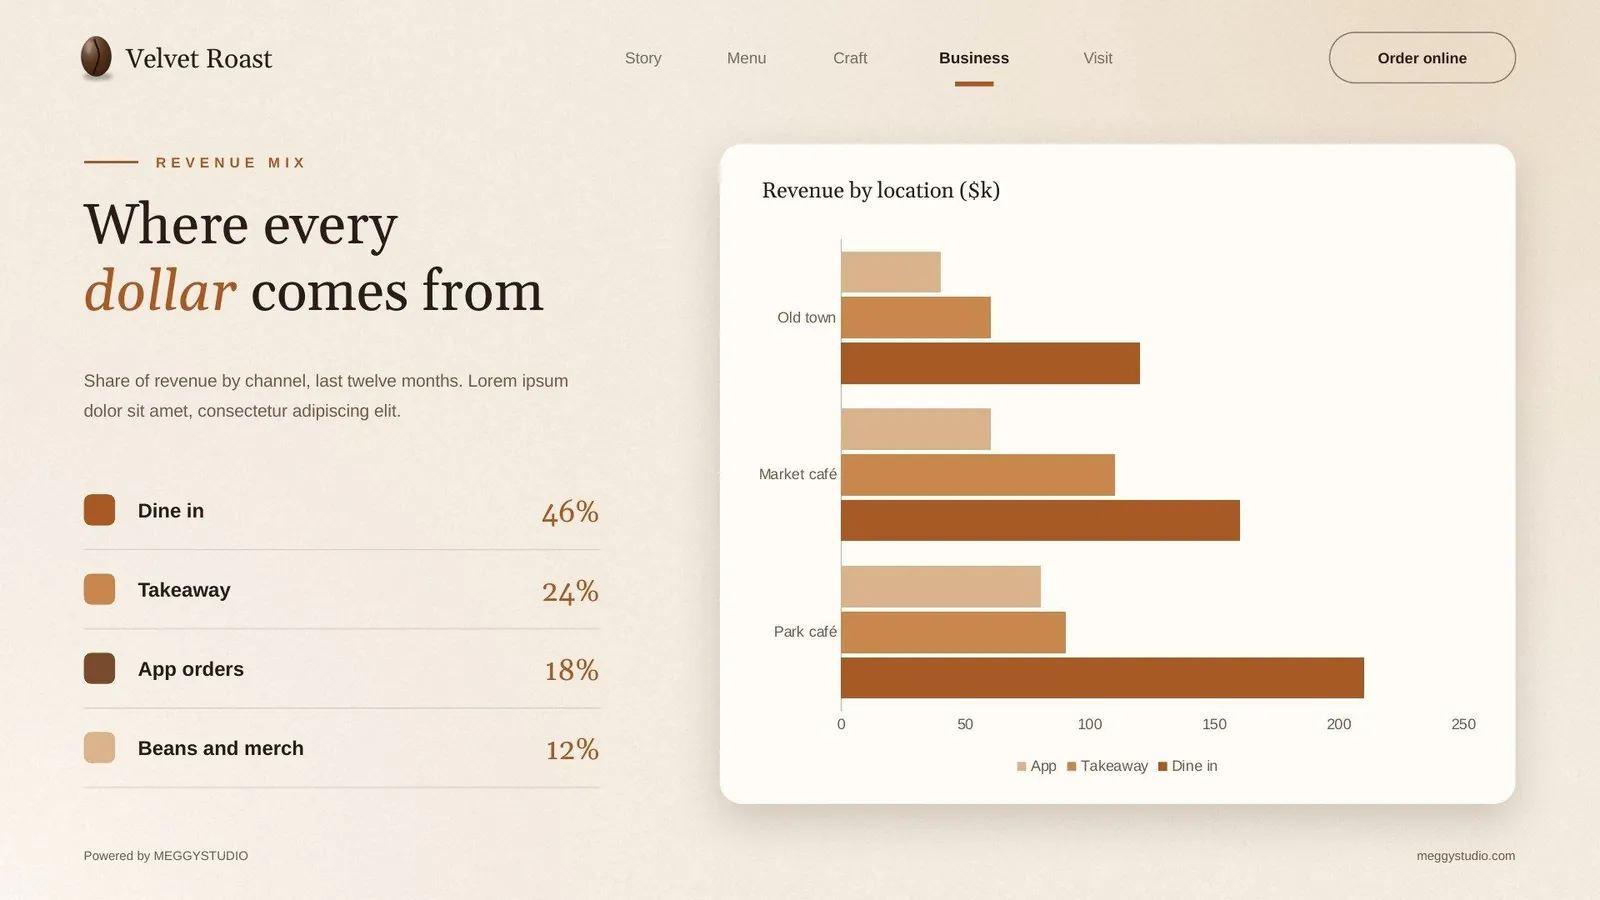 Velvet Roast
Story
Menu
Craft
Business
Visit
Order online
REVENUE MIX
Where every
dollar comes from
Share of revenue by channel, last twelve months. Lorem ipsum
dolor sit amet, consectetur adipiscing elit.
Dine in
46%
Takeaway
24%
App orders
18%
Beans and merch
12%
Revenue by location ($k)
Old town
Market café
Park café
0
50
100
150
200
250
App
Takeaway
Dine in
Powered by MEGGYSTUDIO
meggystudio.com